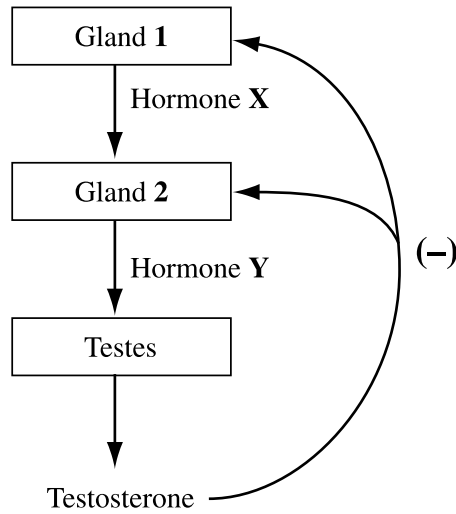 Gland 1
Hormone X
Gland 2
(–)
Hormone Y
Testes
Testosterone